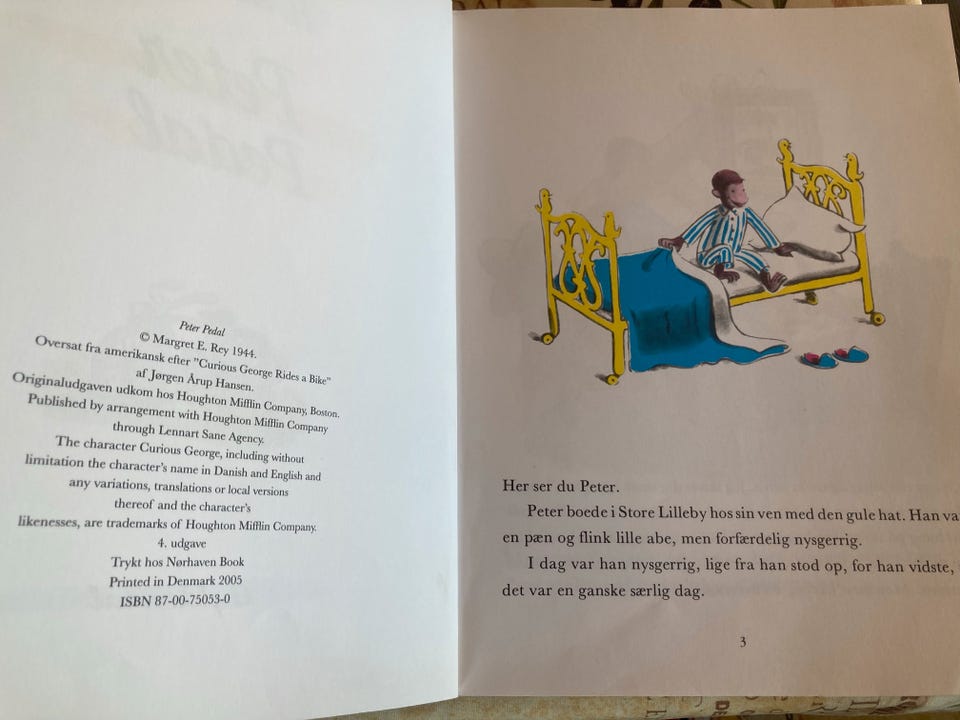 Peter Pedal
© Margret E. Rey 1944.
Oversat fra amerikansk efter "Curious George Rides a Bike"
af Jørgen Årup Hansen.
Originaludgaven udkom hos Houghton Mifflin Company, Boston.
Published by arrangement with Houghton Mifflin Company
through Lennart Sane Agency.
The character Curious George, including without
limitation the character's name in Danish and English and
any variations, translations or local versions
thereof and the character's
likenesses, are trademarks of Houghton Mifflin Company.
4. udgave
Trykt hos Nørhaven Book
Printed in Denmark 2005
ISBN 87-00-75053-0
Her ser du Peter.
Peter boede i Store Lilleby hos sin ven med den gule hat. Han
en pæn og flink lille abe, men forfærdelig nysgerrig.
I dag var han nysgerrig, lige fra han stod op, for han vidste,
det var en ganske særlig dag.
3